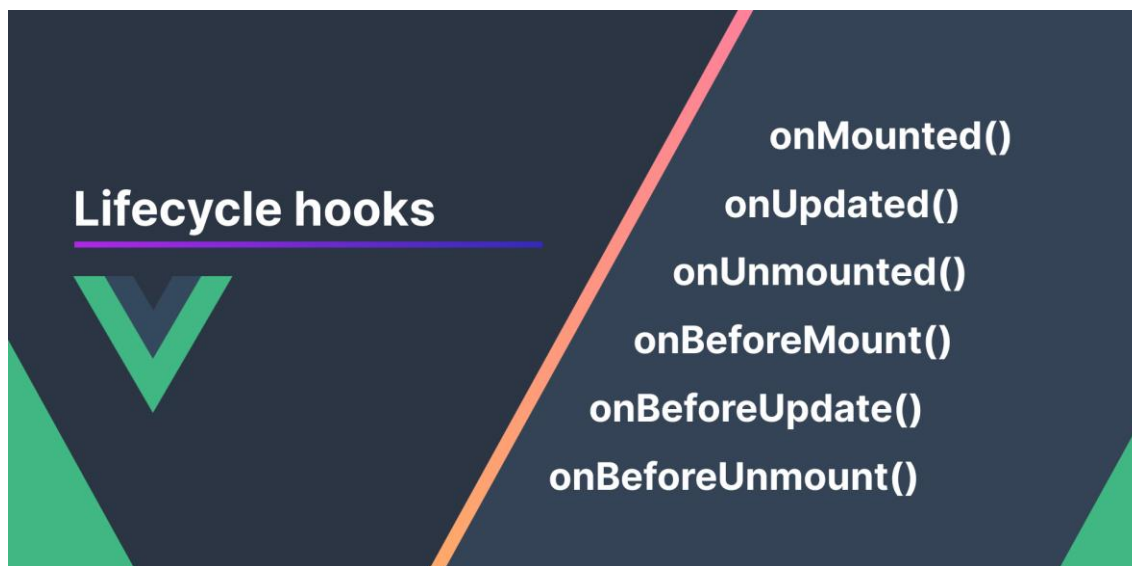 Lifecycle hooks
onMounted()
onUpdated()
onUnmounted()
onBeforeMount()
onBeforeUpdate()
onBeforeUnmount()